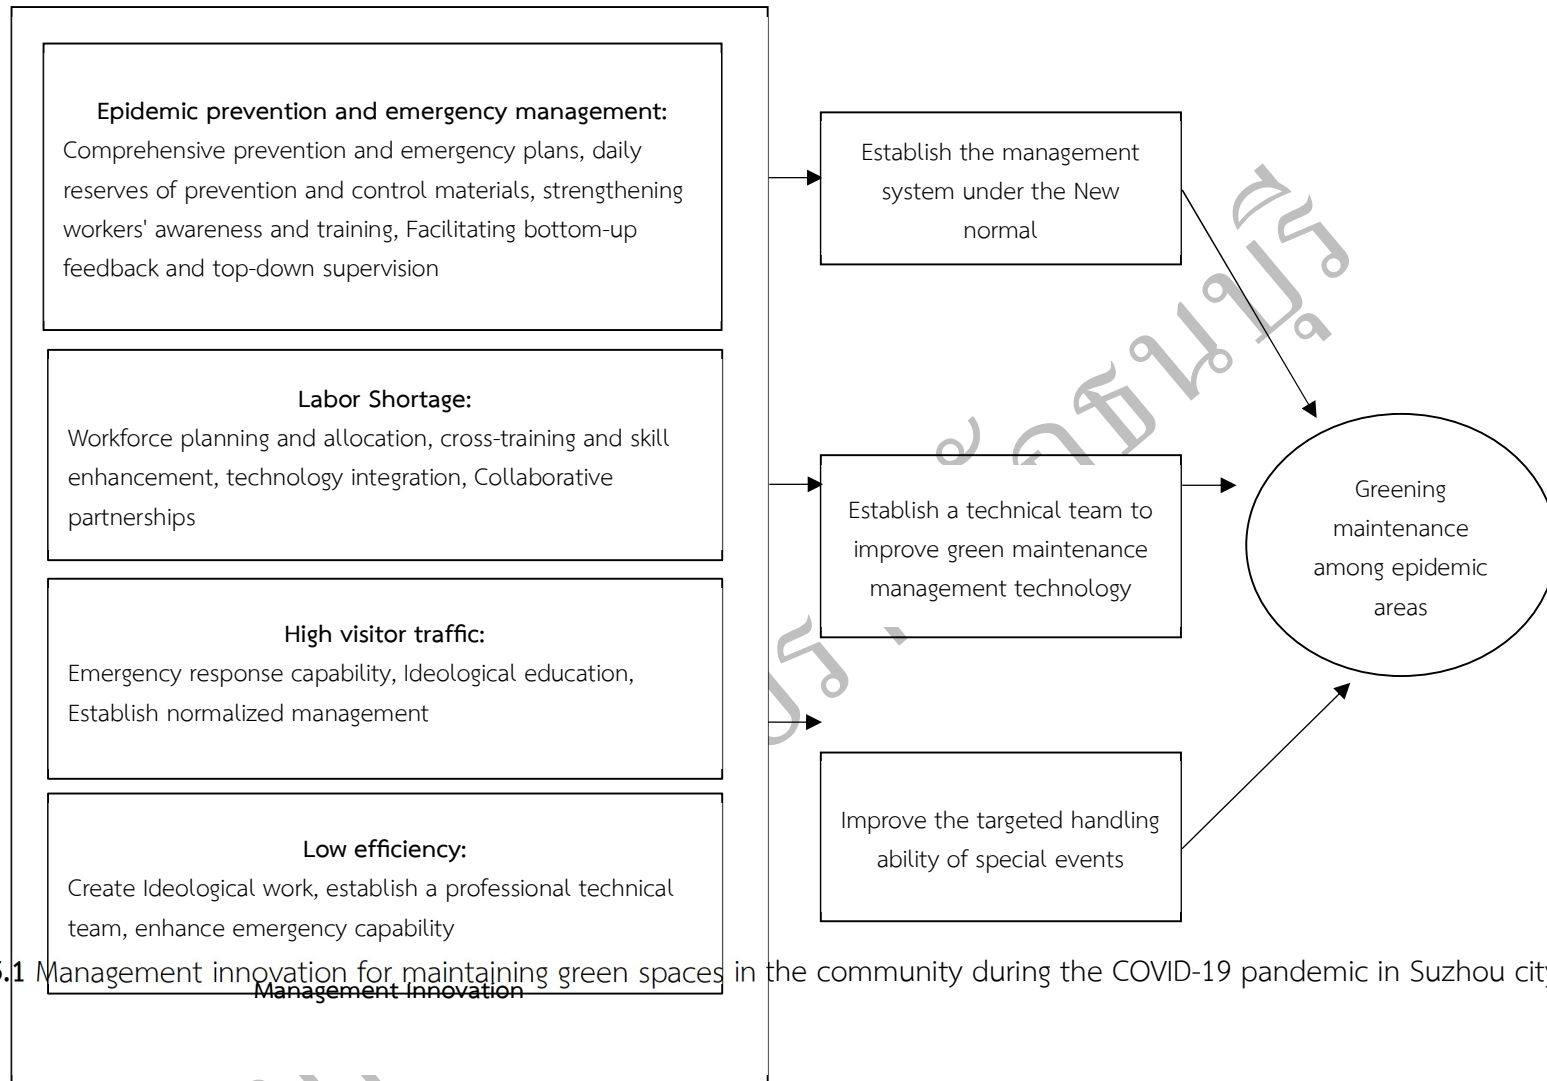 Epidemic prevention and emergency management:
Comprehensive prevention and emergency plans, daily
reserves of prevention and control materials, strengthening
workers' awareness and training, Facilitating bottom-up
feedback and top-down supervision
Labor Shortage:
Workforce planning and allocation, cross-training and skill
enhancement, technology integration, Collaborative
partnerships
High visitor traffic:
Emergency response capability, Ideological education,
Establish normalized management
Low efficiency:
Create Ideological work, establish a professional technical
team, enhance emergency capability
Management Innovation
Establish the management
system under the New
normal
Establish a technical team to
improve green maintenance
management technology
Improve the targeted handling
ability of special events
Greening
maintenance
among epidemic
areas
.1 Management innovation for maintaining green spaces in the community during the COVID-19 pandemic in Suzhou city